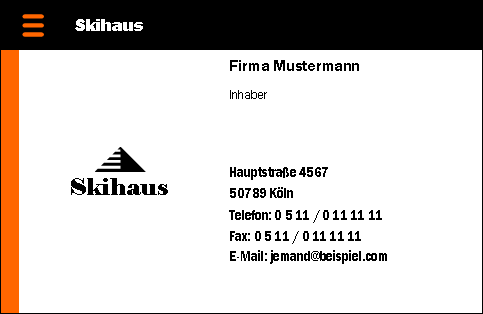 Skihaus
Firma Mustermann
Inhaber
Skihaus
Hauptstraße 4567
50789 Köln
Telefon: 0 5 11 / 0 11 11 11
Fax: 0 5 11 / 0 11 11 11
E-Mail: jemand@beispiel.com